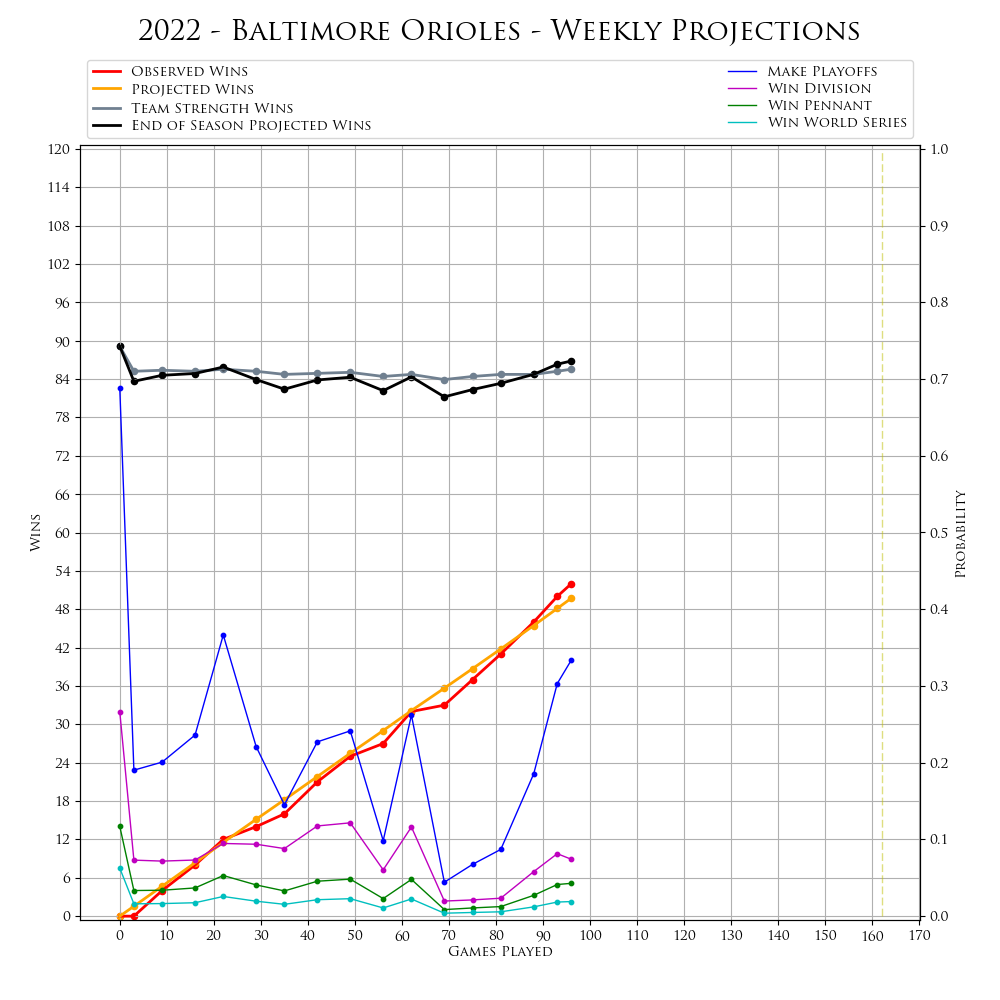 2022 - Baltimore Orioles - Weekly Projections
Observed Wins
Projected Wins
Team Strength Wins
End of Season Projected Wins
Make Playoffs
Win Division
Win Pennant
Win World Series
120
114
108
102
96
90
84
78
72
66
60
54
48
42
36
30
24
18
12
6
0
Wins
1.0
0.9
0.8
0.7
0.6
0.5
0.4
0.3
0.2
0.1
0.0
Probability
0 10 20 30 40 50 60 70 80 90 100 110 120 130 140 150 160 170
Games Played